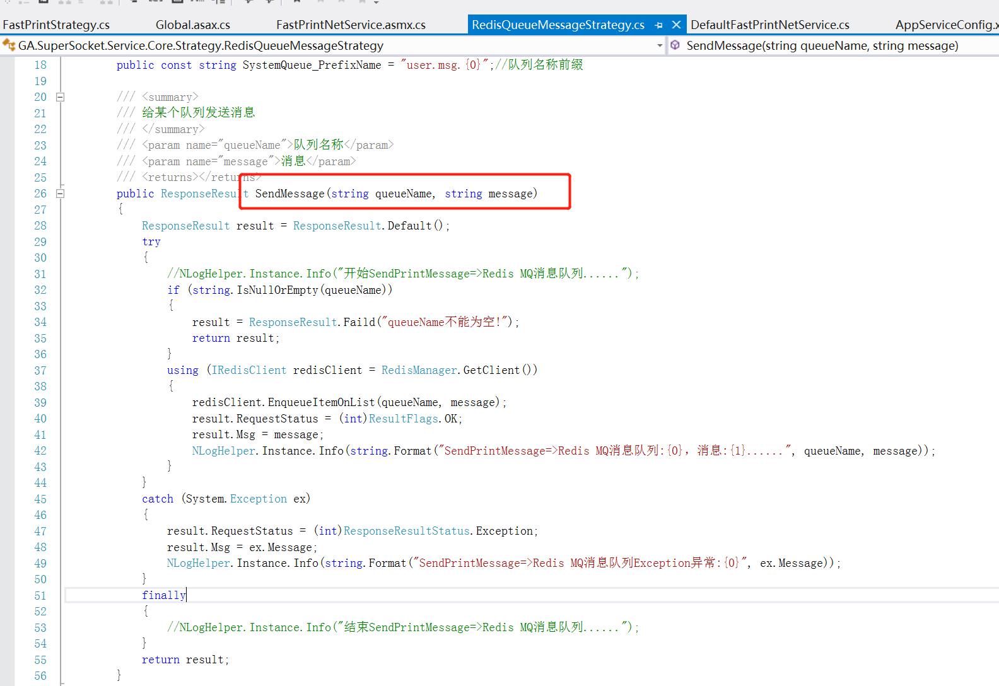 FastPrintStrategy.cs Global.asax.cs FastPrintNetService.asmx.cs RedisQueueMessageStrategy.cs DefaultFastPrintNetService.cs AppServiceConfig.x
GA.SuperSocket.Service.Core.Strategy.RedisQueueMessageStrategy SendMessage(string queueName, string message)
18 public const string SystemQueue_PrefixName = "user.msg.{0}";//队列名称前缀
19
20 /// <summary>
21 /// 给某个队列发送消息
22 /// </summary>
23 /// <param name="queueName">队列名称</param>
24 /// <param name="message">消息</param>
25 /// <returns></returns>
26 public ResponseResult SendMessage(string queueName, string message)
27 {
28 ResponseResult result = ResponseResult.Default();
29 try
30 {
31 //NLogHelper.Instance.Info("开始SendPrintMessage=>Redis MQ消息队列......");
32 if (string.IsNullOrEmpty(queueName))
33 {
34 result = ResponseResult.Faild("queueName不能为空!");
35 return result;
36 }
37 using (IRedisClient redisClient = RedisManager.GetClient())
38 {
39 redisClient.EnqueueItemOnList(queueName, message);
40 result.RequestStatus = (int)ResultFlags.OK;
41 result.Msg = message;
42 NLogHelper.Instance.Info(string.Format("SendPrintMessage=>Redis MQ消息队列:{0}，消息:{1}......", queueName, message));
43 }
44 }
45 catch (System.Exception ex)
46 {
47 result.RequestStatus = (int)ResponseResultStatus.Exception;
48 result.Msg = ex.Message;
49 NLogHelper.Instance.Info(string.Format("SendPrintMessage=>Redis MQ消息队列Exception异常:{0}", ex.Message));
50 }
51 finally
52 {
53 //NLogHelper.Instance.Info("结束SendPrintMessage=>Redis MQ消息队列......");
54 }
55 return result;
56 }